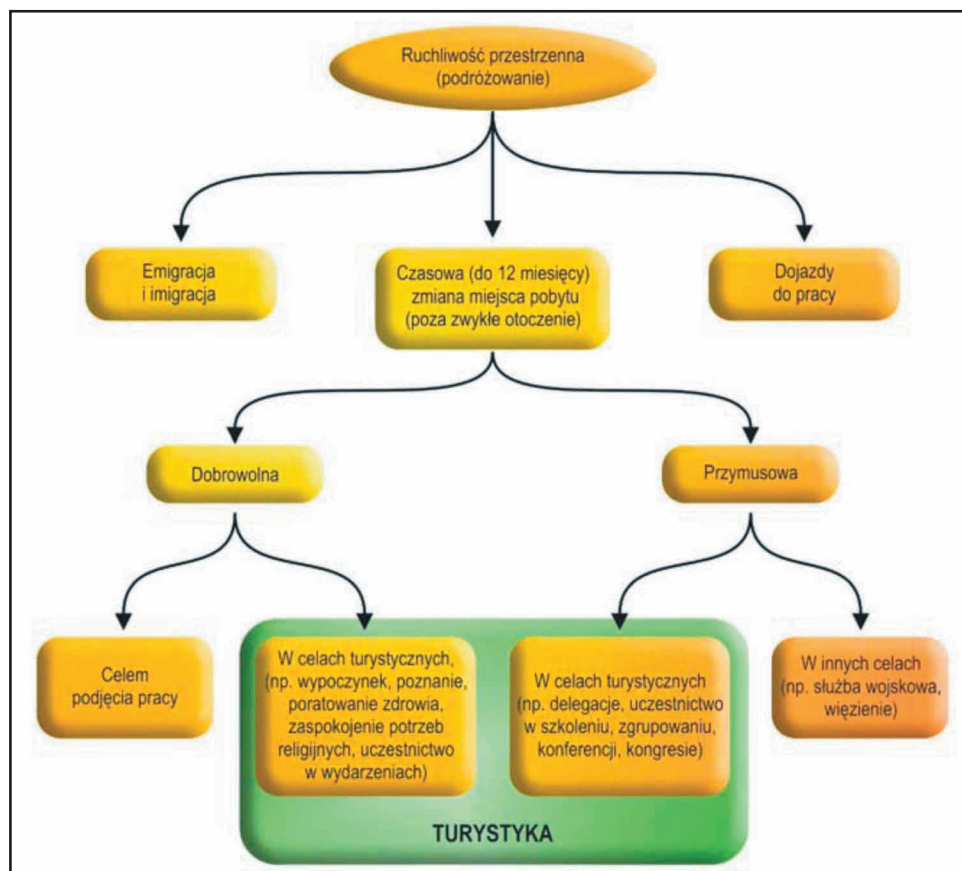 Ruchliwość przestrzenna
(podróżowanie)
Emigracja
i imigracja
Czasowa (do 12 miesięcy)
zmiana miejsca pobytu
(poza zwykłe otoczenie)
Dojazdy
do pracy
Dobrowolna
Przymusowa
Celem
podjęcia pracy
W celach turystycznych,
(np. wypoczynek, poznanie,
poratowanie zdrowia,
zaspokojenie potrzeb
religijnych, uczestnictwo
w wydarzeniach)
W celach turystycznych
(np. delegacje, uczestnictwo
w szkoleniu, zgrupowaniu,
konferencji, kongresie)
W innych celach
(np. służba wojskowa,
więzienie)
TURYSTYKA